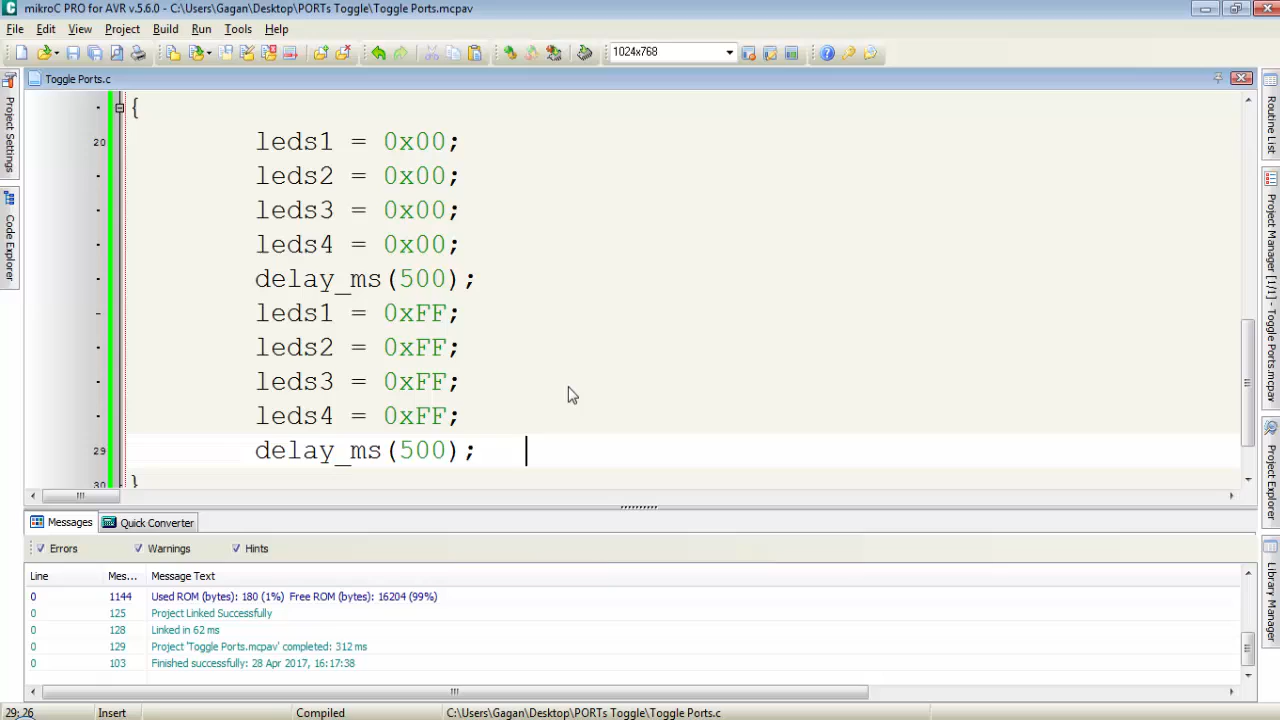 mikroC PRO for AVR v.5.6.0 - C:\Users\Gagan\Desktop\PORTs Toggle\Toggle Ports.mcpav
File Edit View Project Build Run Tools Help
1024x768
Toggle Ports.c
{
20 leds1 = 0x00;
leds2 = 0x00;
leds3 = 0x00;
leds4 = 0x00;
delay_ms(500);
leds1 = 0xFF;
leds2 = 0xFF;
leds3 = 0xFF;
leds4 = 0xFF;
29 delay_ms(500);
30 }
Messages Quick Converter
Errors Warnings Hints
Line Mes... Message Text
0 1144 Used ROM (bytes): 180 (1%) Free ROM (bytes): 16204 (99%)
0 125 Project Linked Successfully
0 128 Linked in 62 ms
0 129 Project 'Toggle Ports.mcpav' completed: 312 ms
0 103 Finished successfully: 28 Apr 2017, 16:17:38
29:26 Insert Compiled C:\Users\Gagan\Desktop\PORTs Toggle\Toggle Ports.c
Project Settings
Code Explorer
Routine List
Project Manager [1/1] - Toggle Ports.mcpav
Project Explorer
Library Manager